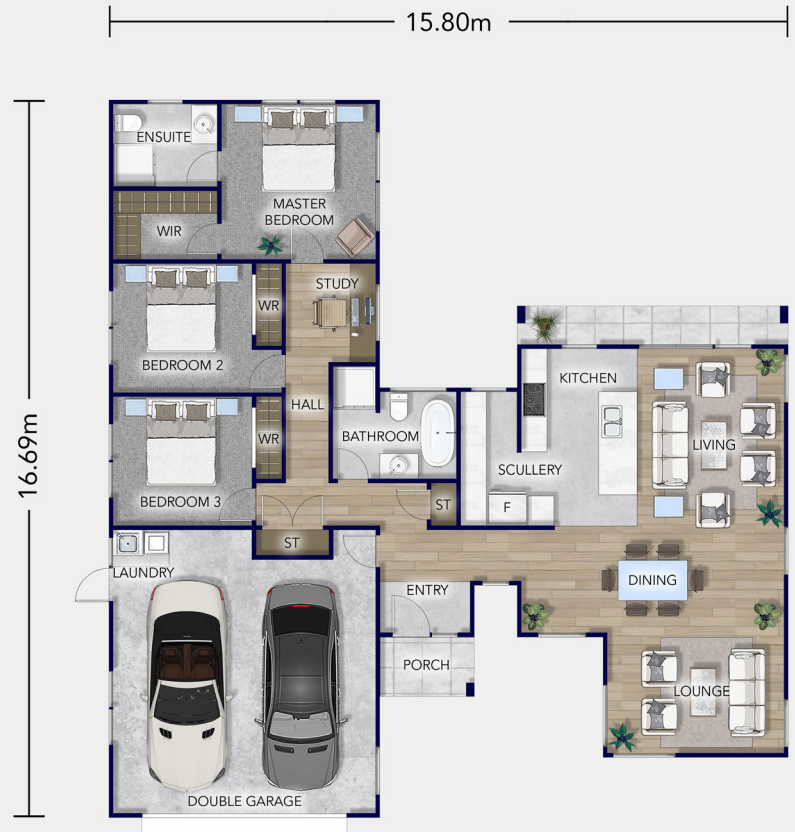 15.80m
16.69m
ENSUITE
MASTER
BEDROOM
WIR
STUDY
WR
BEDROOM 2
KITCHEN
HALL
WR
BATHROOM
LIVING
SCULLERY
BEDROOM 3
ST
F
ST
LAUNDRY
ENTRY
DINING
PORCH
LOUNGE
DOUBLE GARAGE